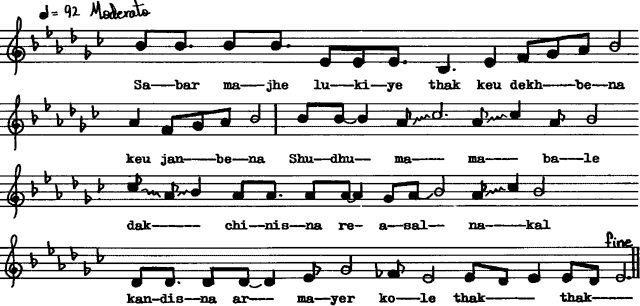 ♩= 92 Moderato
Sa--bar ma--jhe lu--ki--ye thak keu dekh---be--na
keu jan---be--na Shu--dhu-- ma---- ma---- ba--le
dak------ chi--nis--na re- a--sal-- na----kal
fine
kan-dis--na ar--- ma--yer ko--le thak------ thak----